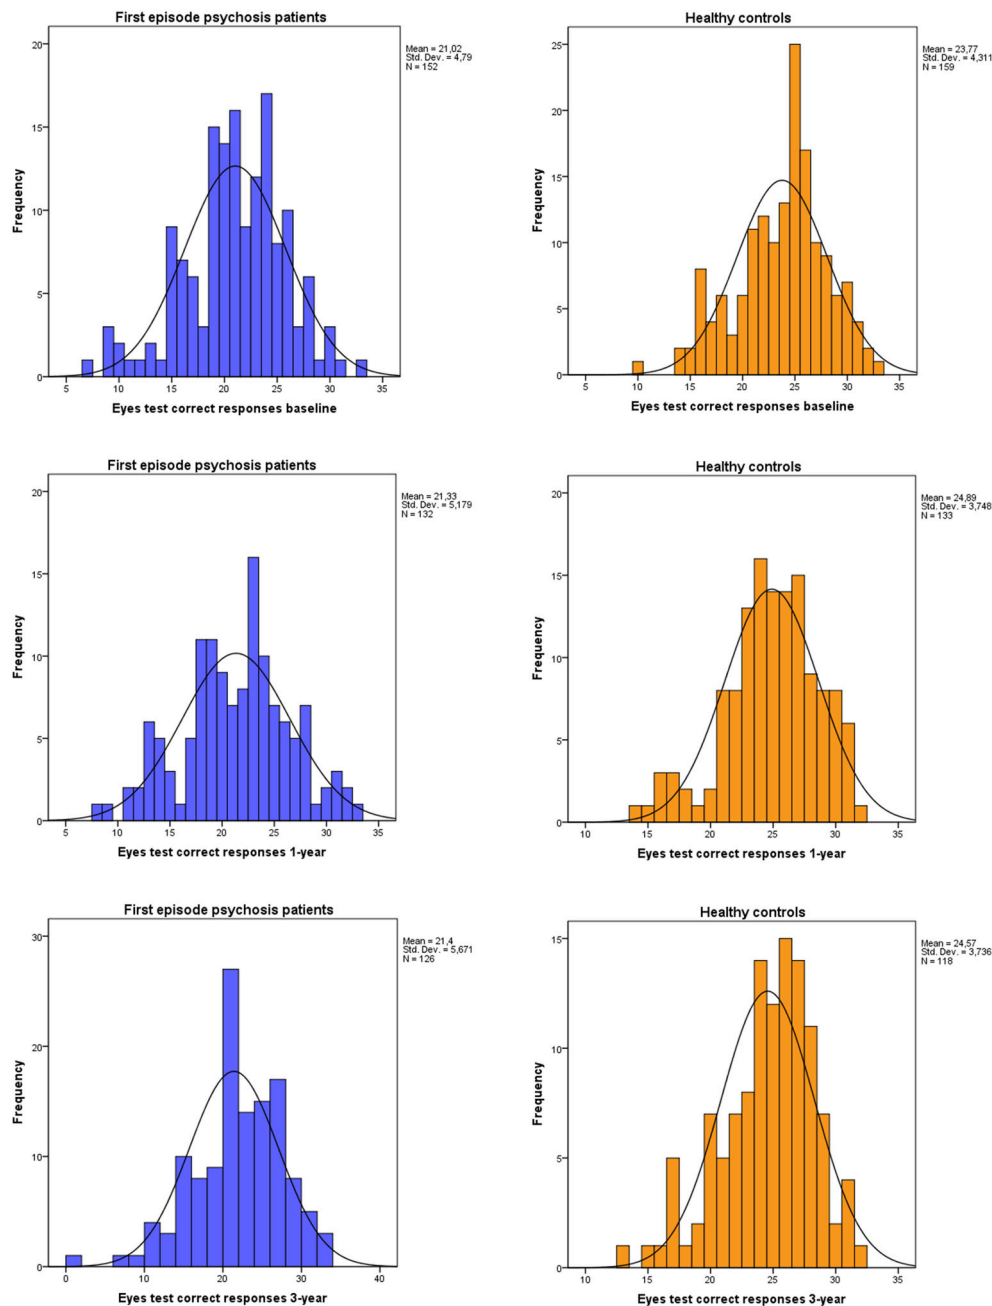 First episode psychosis patients
Mean = 21,02
Std. Dev. = 4,79
N = 152
20
15
10
5
0
Frequency
5 10 15 20 25 30 35
Eyes test correct responses baseline
Healthy controls
Mean = 23,77
Std. Dev. = 4,311
N = 159
25
20
15
10
5
0
Frequency
5 10 15 20 25 30 35
Eyes test correct responses baseline
First episode psychosis patients
Mean = 21,33
Std. Dev. = 5,179
N = 132
20
15
10
5
0
Frequency
5 10 15 20 25 30 35
Eyes test correct responses 1-year
Healthy controls
Mean = 24,89
Std. Dev. = 3,748
N = 133
20
15
10
5
0
Frequency
10 15 20 25 30 35
Eyes test correct responses 1-year
First episode psychosis patients
Mean = 21,4
Std. Dev. = 5,671
N = 126
30
20
10
0
Frequency
0 10 20 30 40
Eyes test correct responses 3-year
Healthy controls
Mean = 24,57
Std. Dev. = 3,736
N = 118
15
10
5
0
Frequency
10 15 20 25 30 35
Eyes test correct responses 3-year